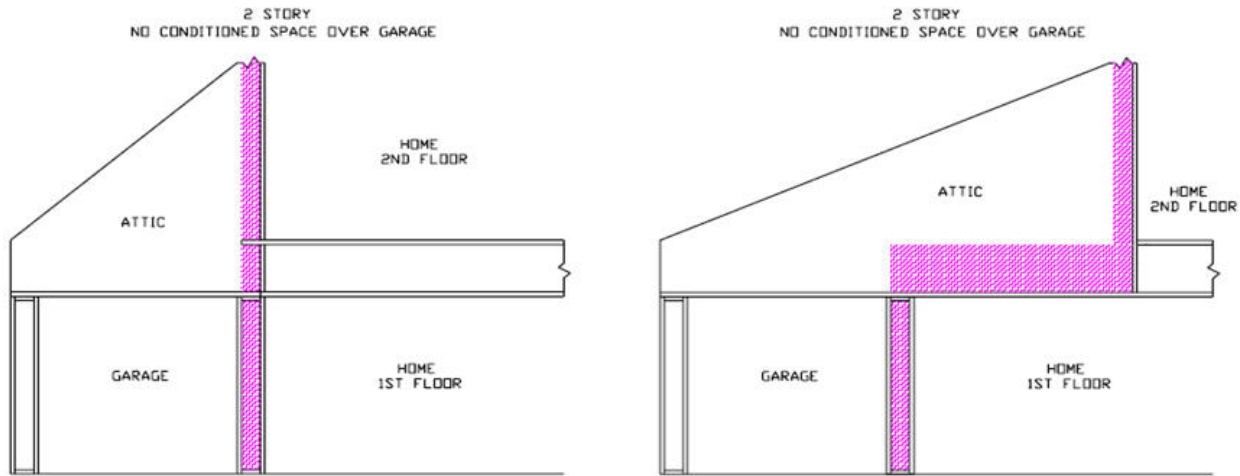 2 STORY
NO CONDITIONED SPACE OVER GARAGE
HOME
2ND FLOOR
ATTIC
GARAGE
HOME
1ST FLOOR
2 STORY
NO CONDITIONED SPACE OVER GARAGE
ATTIC
HOME
2ND FLOOR
GARAGE
HOME
1ST FLOOR